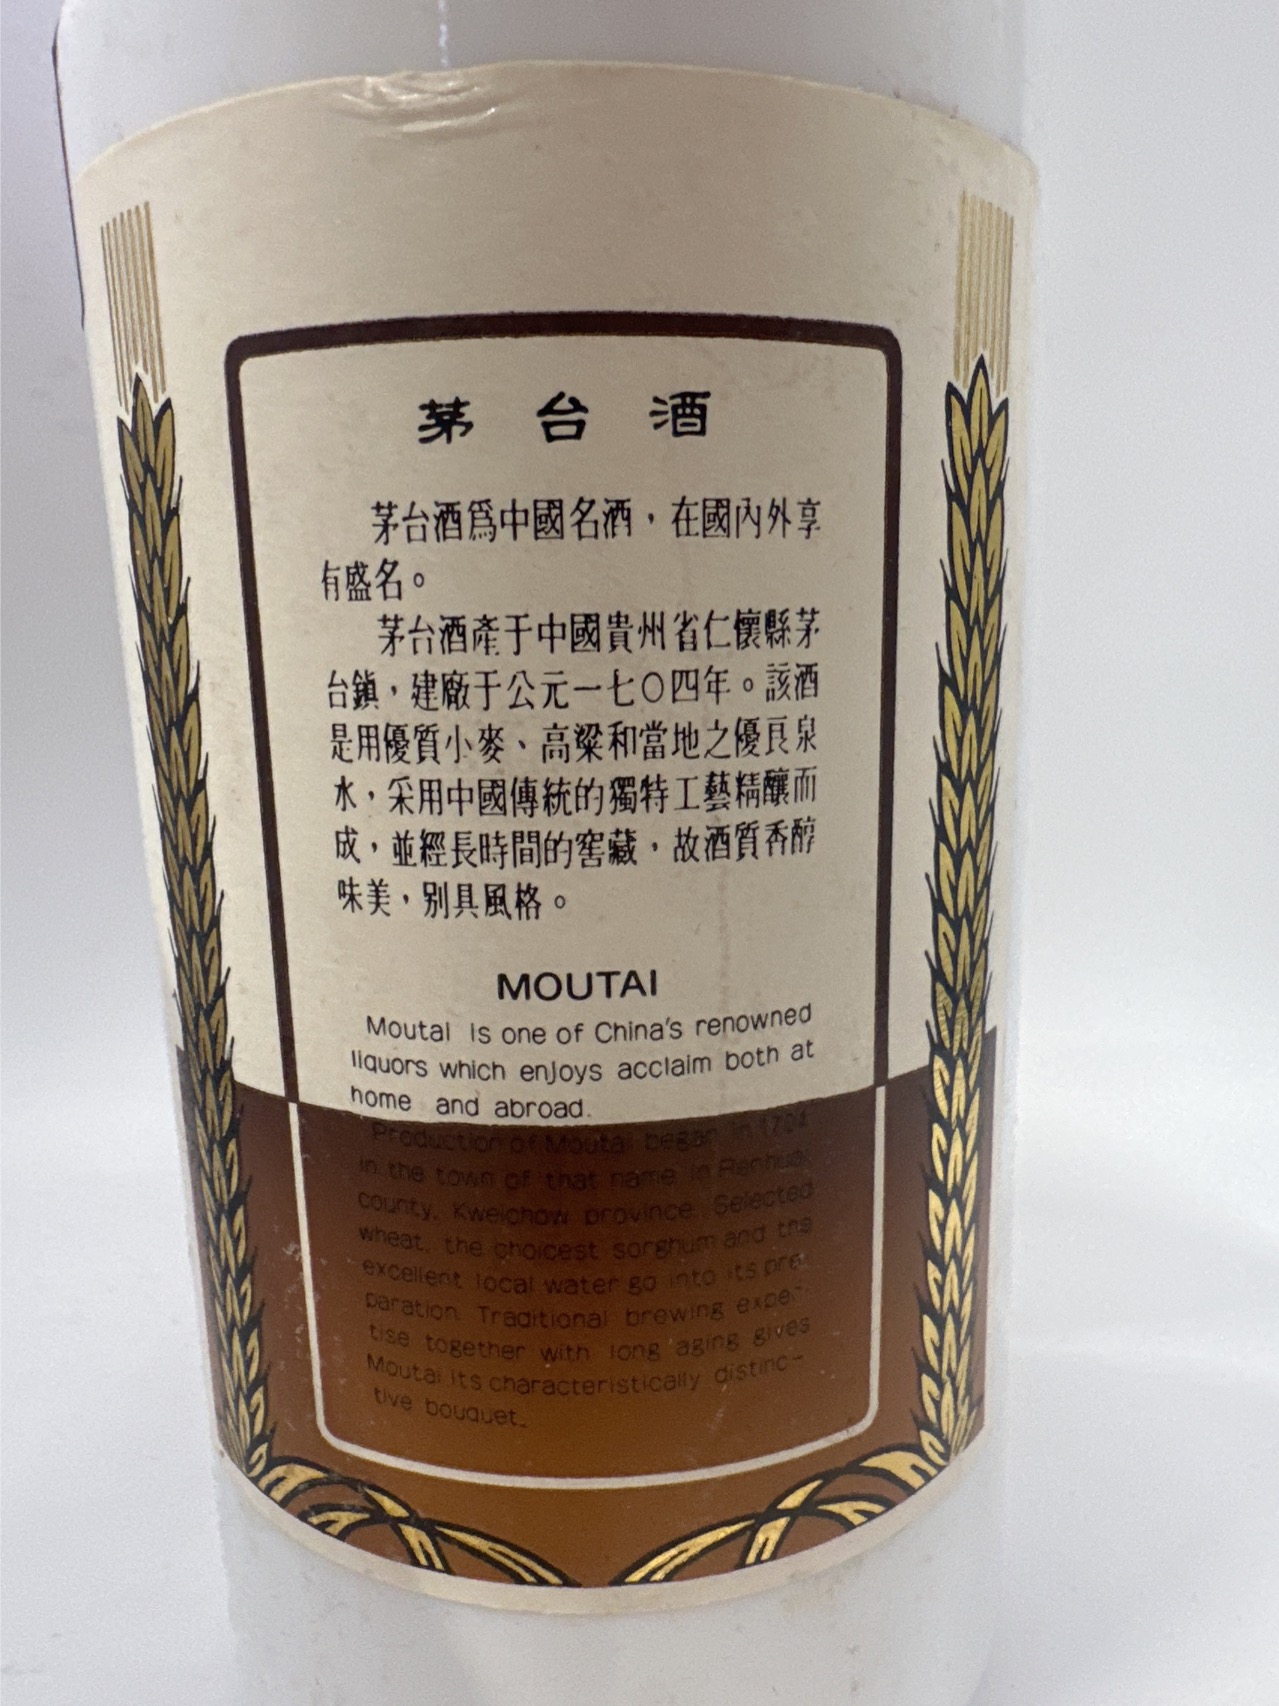 茅台酒
茅台酒爲中國名酒，在國內外享
有盛名。
茅台酒產于中國貴州省仁懷縣茅
台鎮，建廠于公元一七〇四年。該酒
是用優質小麥、高粱和當地之優良泉
水，采用中國傳統的獨特工藝精釀而
成，並經長時間的窖藏，故酒質香醇
味美，别具風格。
MOUTAI
Moutai is one of China's renowned
liquors which enjoys acclaim both at
home and abroad.
Production of Moutai began in 1704
in the town of that name in Renhuai
county, Kweichow province. Selected
wheat, the choicest sorghum and the
excellent local water go into its pre-
paration. Traditional brewing exper-
tise together with long aging gives
Moutai its characteristically distinc-
tive bouquet.